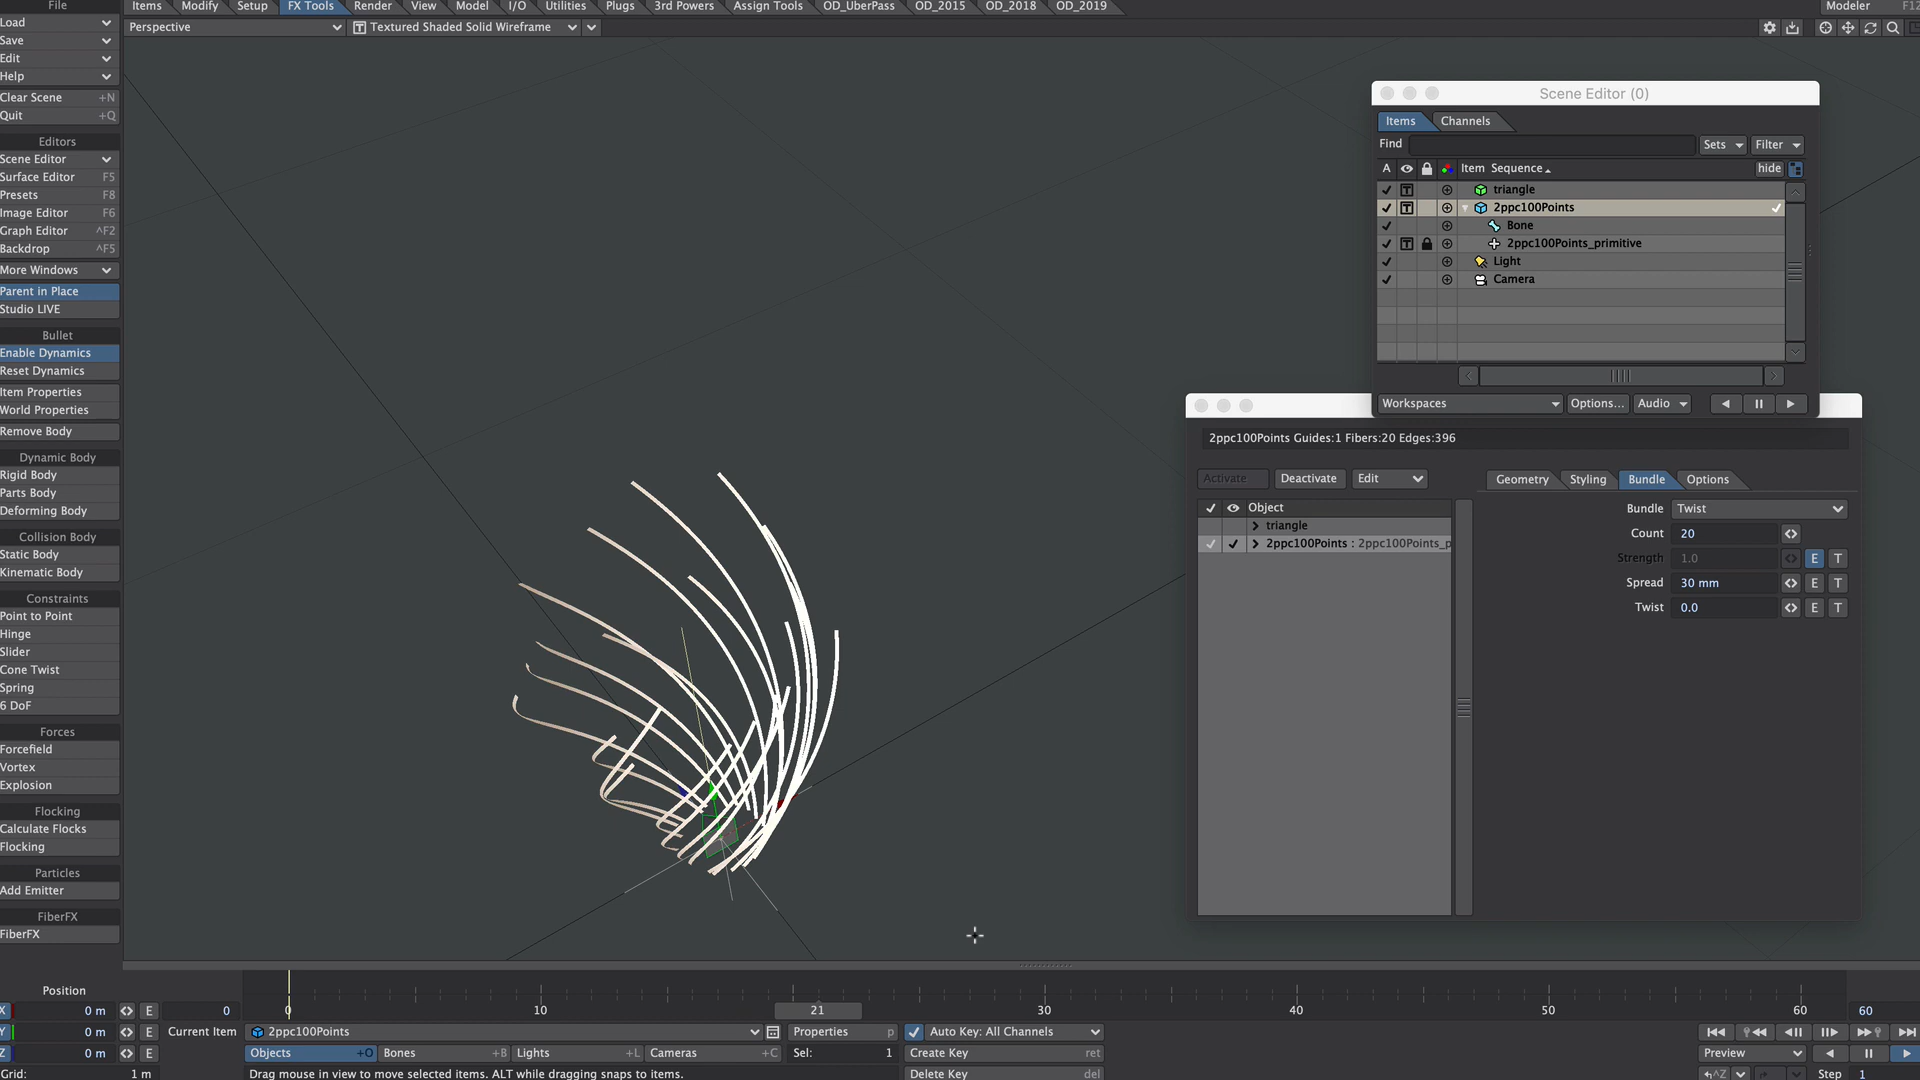 File
Items Modify Setup FX Tools Render View Model I/O Utilities Plugs 3rd Powers Assign Tools OD_UberPass OD_2015 OD_2018 OD_2019 Modeler F12
Load
Perspective Textured Shaded Solid Wireframe
Save
Edit
Help
Clear Scene +N
Quit +Q
Editors
Scene Editor
Surface Editor F5
Presets F8
Image Editor F6
Graph Editor ^F2
Backdrop ^F5
More Windows
Parent in Place
Studio LIVE
Bullet
Enable Dynamics
Reset Dynamics
Item Properties
World Properties
Remove Body
Dynamic Body
Rigid Body
Parts Body
Deforming Body
Collision Body
Static Body
Kinematic Body
Constraints
Point to Point
Hinge
Slider
Cone Twist
Spring
6 DoF
Forces
Forcefield
Vortex
Explosion
Flocking
Calculate Flocks
Flocking
Particles
Add Emitter
FiberFX
FiberFX
Scene Editor (0)
Items Channels
Find Sets Filter
A Item Sequence hide
triangle
2ppc100Points
Bone
2ppc100Points_primitive
Light
Camera
Workspaces Options... Audio
2ppc100Points Guides:1 Fibers:20 Edges:396
Activate Deactivate Edit
Geometry Styling Bundle Options
Object
triangle
2ppc100Points : 2ppc100Points_p
Bundle Twist
Count 20
Strength 1.0 E T
Spread 30 mm E T
Twist 0.0 E T
Position
X 0 m E 0
0 10 21 30 40 50 60 60
Y 0 m E Current Item 2ppc100Points Properties p Auto Key: All Channels
Z 0 m E Objects +O Bones +B Lights +L Cameras +C Sel: 1 Create Key ret Preview
Grid: 1 m Drag mouse in view to move selected items. ALT while dragging snaps to items. Delete Key del ^Z Step 1